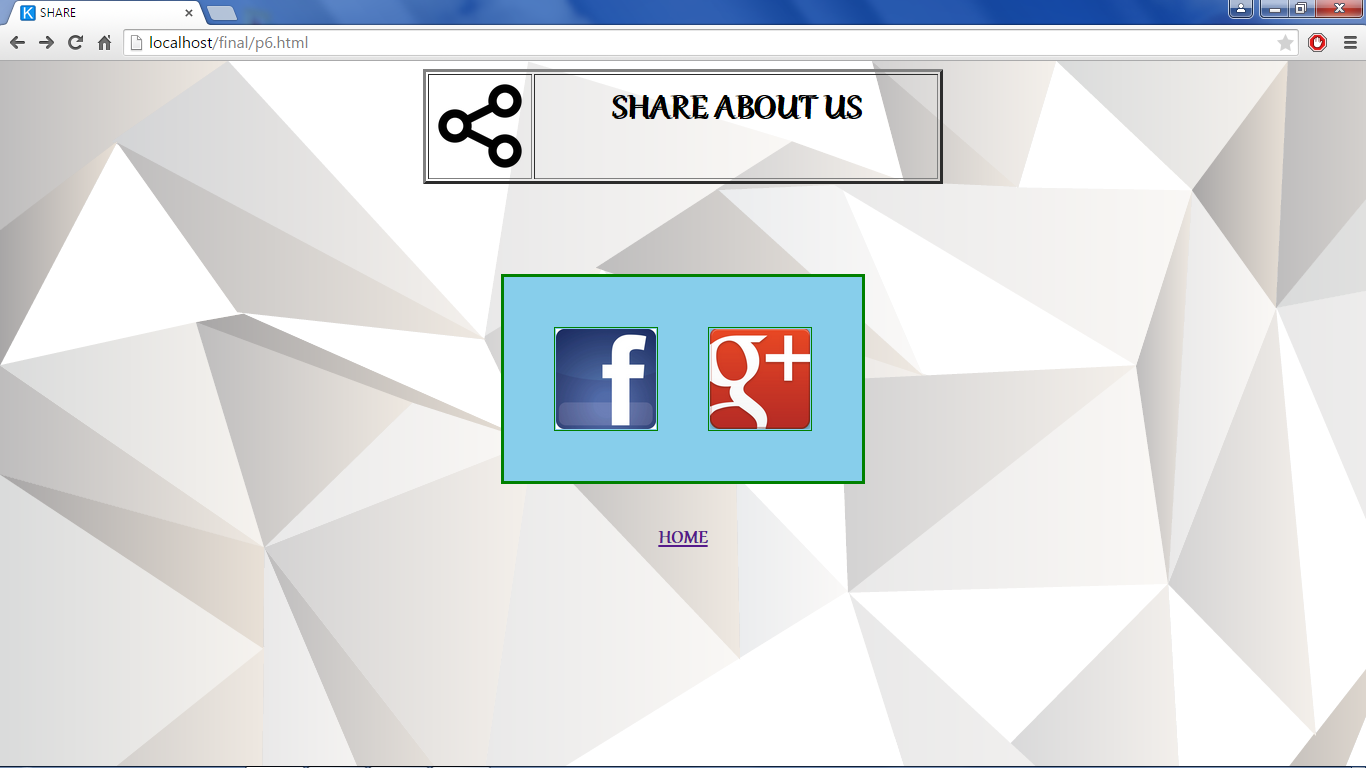 SHARE
localhost/final/p6.html
SHARE ABOUT US
f g+
HOME